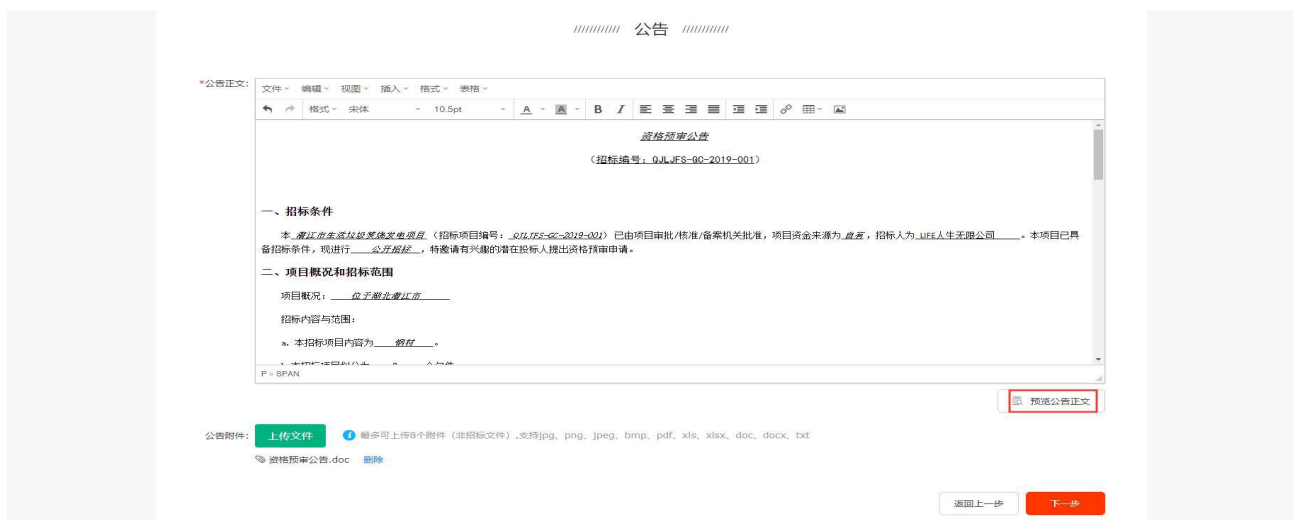 //////////// 公告 ////////////
*公告正文:
文件 编辑 视图 插入 格式 表格
格式 宋体 10.5pt A A B I
资格预审公告
（招标编号：QJLJFS-GC-2019-001）
一、招标条件
本 潜江市生活垃圾焚烧发电项目 （招标项目编号： QJLJFS-GC-2019-001）已由项目审批/核准/备案机关批准，项目资金来源为 自有 ，招标人为 LIFE人生无限公司 。本项目已具
备招标条件，现进行 公开招标 ，特邀请有兴趣的潜在投标人提出资格预审申请。
二、项目概况和招标范围
项目概况： 位于湖北潜江市
招标内容与范围：
a. 本招标项目内容为 钢材 。
P » SPAN
预览公告正文
公告附件:
上传文件 最多可上传8个附件（非招标文件）,支持jpg、png、jpeg、bmp、pdf、xls、xlsx、doc、docx、txt
资格预审公告.doc 删除
返回上一步 下一步